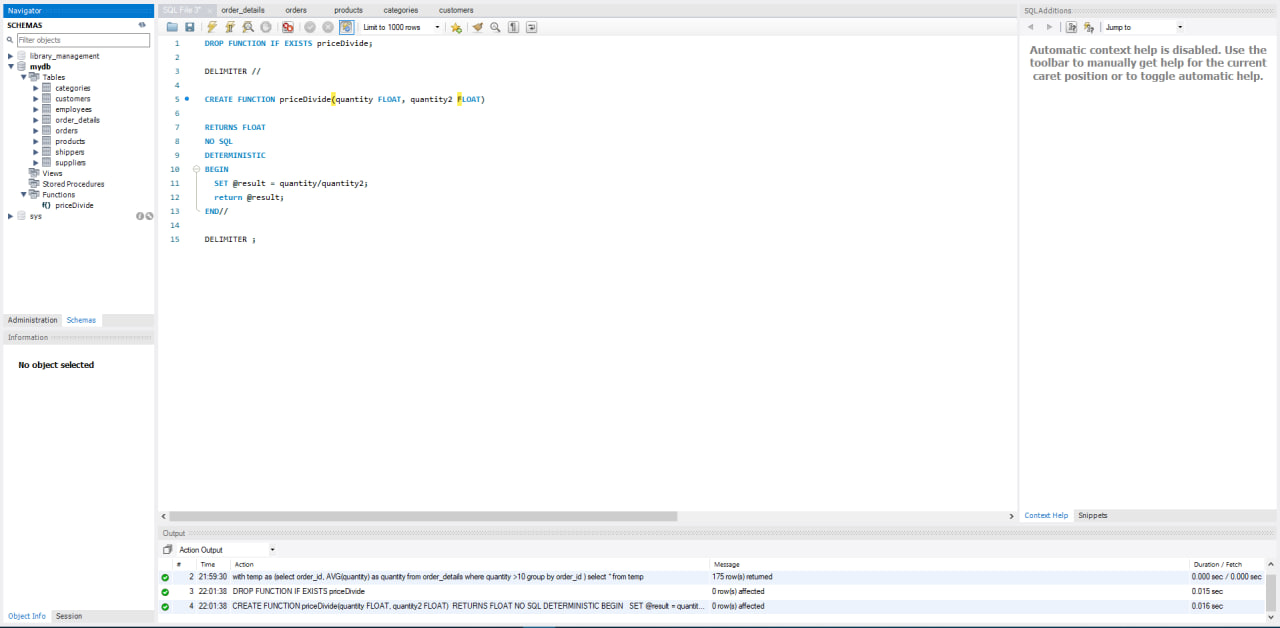 Navigator
SCHEMAS
Filter objects
library_management
mydb
Tables
categories
customers
employees
order_details
orders
products
shippers
suppliers
Views
Stored Procedures
Functions
f() priceDivide
sys
Administration Schemas
Information
No object selected
Object Info Session
SQL File 3* × order_details orders products categories customers
Limit to 1000 rows
1 DROP FUNCTION IF EXISTS priceDivide;
2
3 DELIMITER //
4
5 CREATE FUNCTION priceDivide(quantity FLOAT, quantity2 FLOAT)
6
7 RETURNS FLOAT
8 NO SQL
9 DETERMINISTIC
10 BEGIN
11 SET @result = quantity/quantity2;
12 return @result;
13 END//
14
15 DELIMITER ;
Output
Action Output
# Time Action Message Duration / Fetch
2 21:59:30 with temp as (select order_id, AVG(quantity) as quantity from order_details where quantity >10 group by order_id ) select * from temp 175 row(s) returned 0.000 sec / 0.000 sec
3 22:01:38 DROP FUNCTION IF EXISTS priceDivide 0 row(s) affected 0.015 sec
4 22:01:38 CREATE FUNCTION priceDivide(quantity FLOAT, quantity2 FLOAT) RETURNS FLOAT NO SQL DETERMINISTIC BEGIN SET @result = quantit... 0 row(s) affected 0.016 sec
SQLAdditions
Jump to
Automatic context help is disabled. Use the
toolbar to manually get help for the current
caret position or to toggle automatic help.
Context Help Snippets